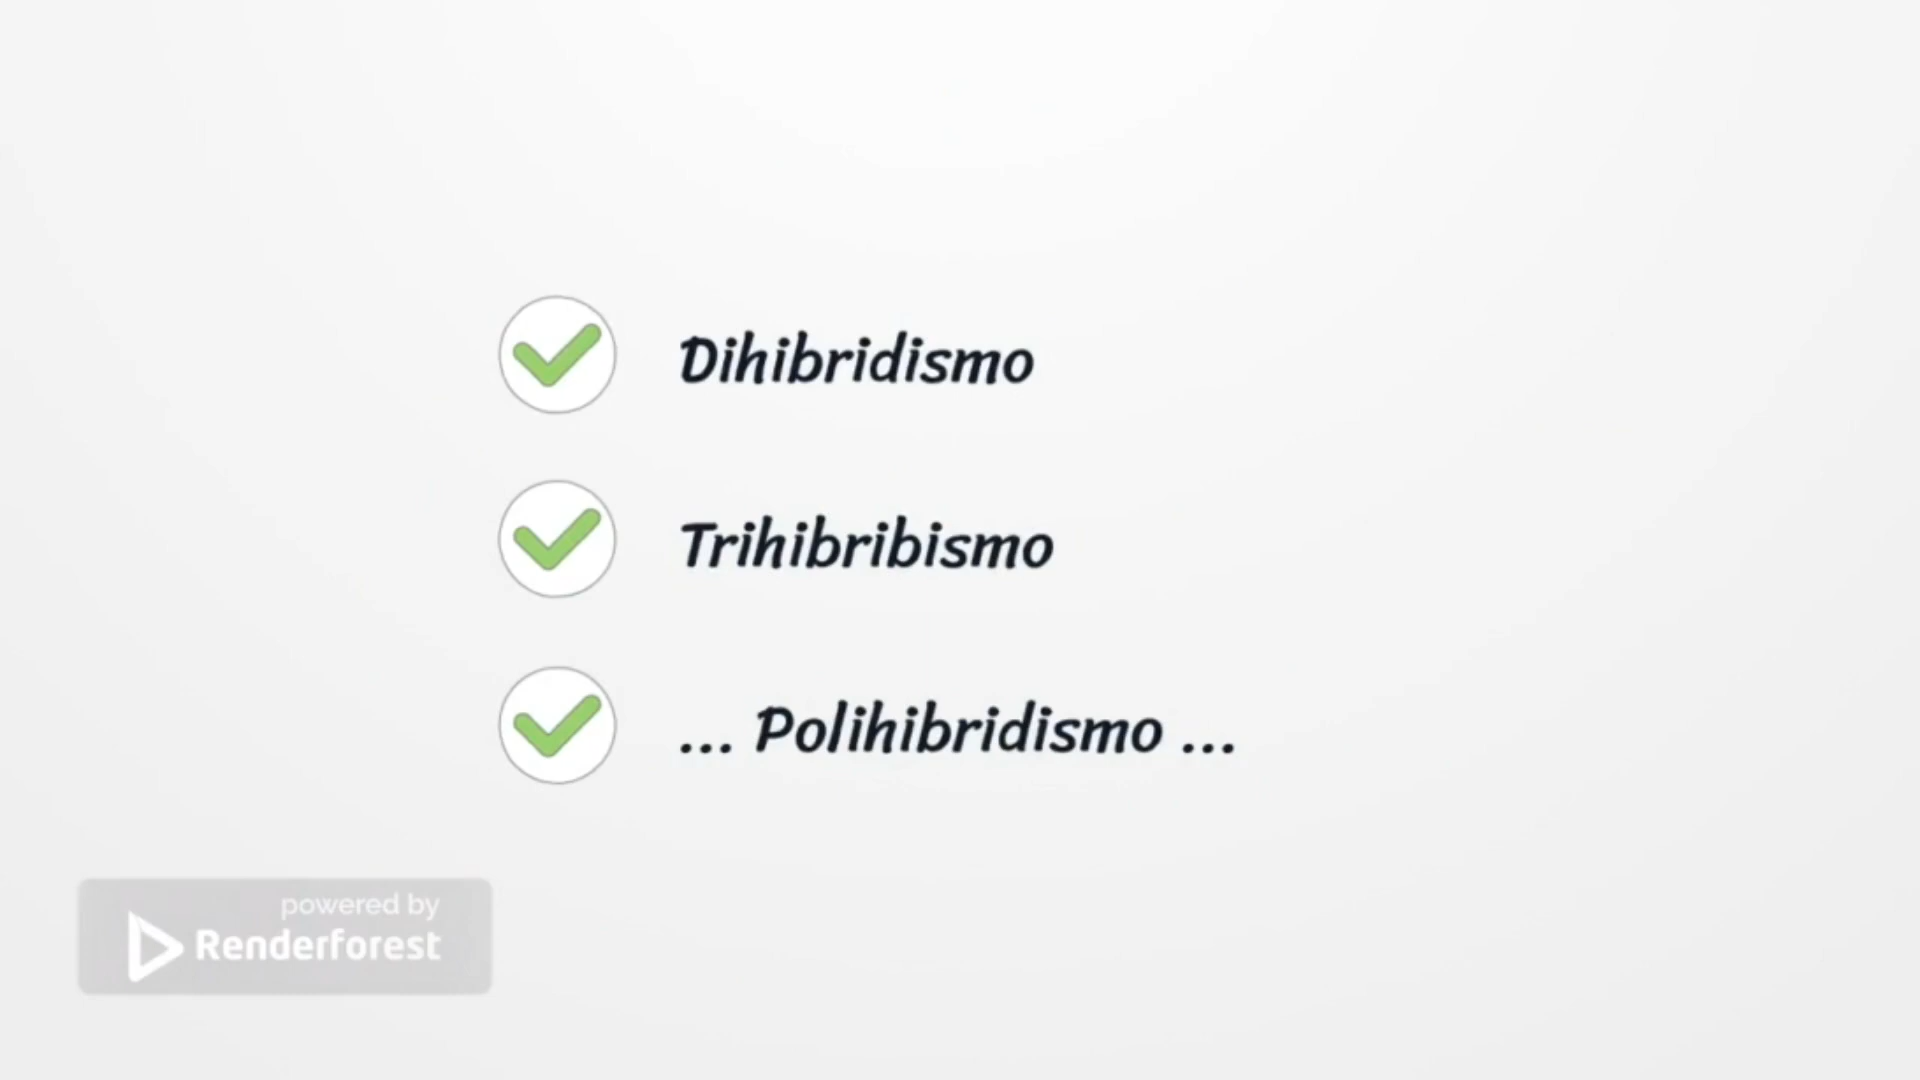 Dihibridismo
Trihibribismo
... Polihibridismo ...
powered by
Renderforest